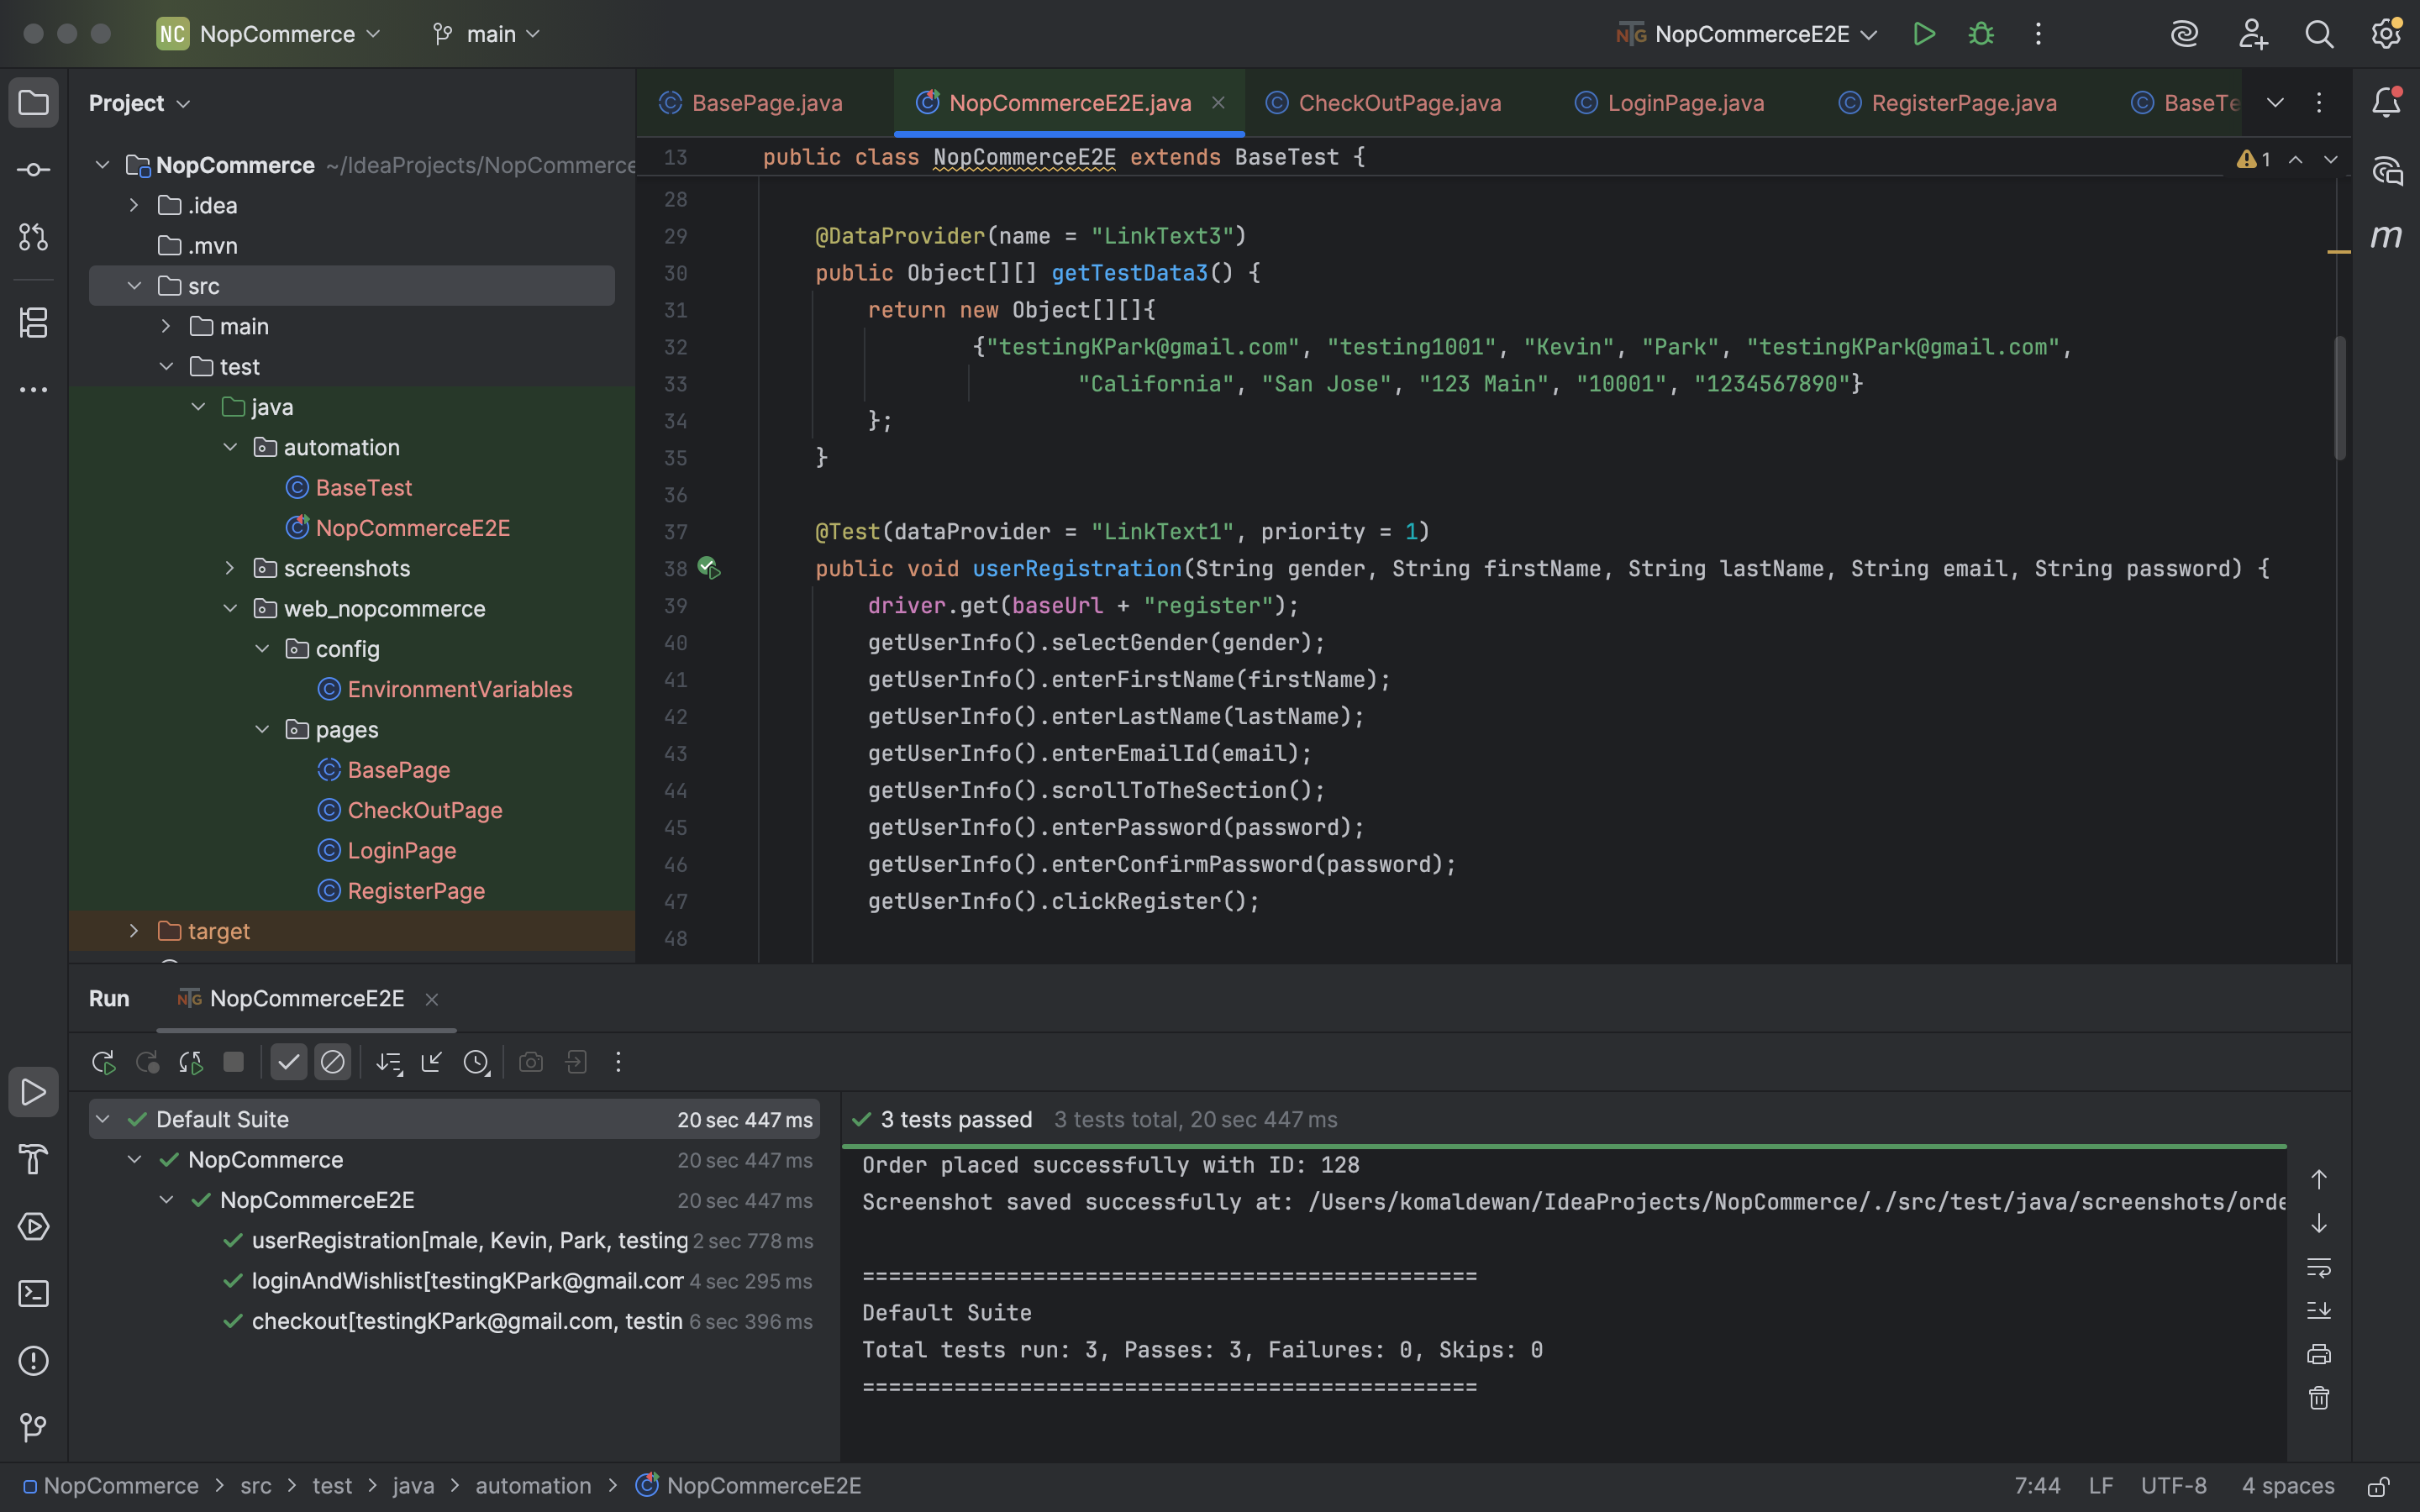 NC NopCommerce main
NTG NopCommerceE2E
Project
NopCommerce ~/IdeaProjects/NopCommerce
.idea
.mvn
src
main
test
java
automation
BaseTest
NopCommerceE2E
screenshots
web_nopcommerce
config
EnvironmentVariables
pages
BasePage
CheckOutPage
LoginPage
RegisterPage
target
BasePage.java NopCommerceE2E.java CheckOutPage.java LoginPage.java RegisterPage.java BaseTe
13 public class NopCommerceE2E extends BaseTest {
1
28
29 @DataProvider(name = "LinkText3")
30 public Object[][] getTestData3() {
31 return new Object[][]{
32 {"testingKPark@gmail.com", "testing1001", "Kevin", "Park", "testingKPark@gmail.com",
33 "California", "San Jose", "123 Main", "10001", "1234567890"}
34 };
35 }
36
37 @Test(dataProvider = "LinkText1", priority = 1)
38 public void userRegistration(String gender, String firstName, String lastName, String email, String password) {
39 driver.get(baseUrl + "register");
40 getUserInfo().selectGender(gender);
41 getUserInfo().enterFirstName(firstName);
42 getUserInfo().enterLastName(lastName);
43 getUserInfo().enterEmailId(email);
44 getUserInfo().scrollToTheSection();
45 getUserInfo().enterPassword(password);
46 getUserInfo().enterConfirmPassword(password);
47 getUserInfo().clickRegister();
48
m
Run NTG NopCommerceE2E
Default Suite 20 sec 447 ms
NopCommerce 20 sec 447 ms
NopCommerceE2E 20 sec 447 ms
userRegistration[male, Kevin, Park, testing 2 sec 778 ms
loginAndWishlist[testingKPark@gmail.com 4 sec 295 ms
checkout[testingKPark@gmail.com, testin 6 sec 396 ms
3 tests passed 3 tests total, 20 sec 447 ms
Order placed successfully with ID: 128
Screenshot saved successfully at: /Users/komaldewan/IdeaProjects/NopCommerce/./src/test/java/screenshots/orde
===============================================
Default Suite
Total tests run: 3, Passes: 3, Failures: 0, Skips: 0
===============================================
NopCommerce > src > test > java > automation > NopCommerceE2E
7:44 LF UTF-8 4 spaces